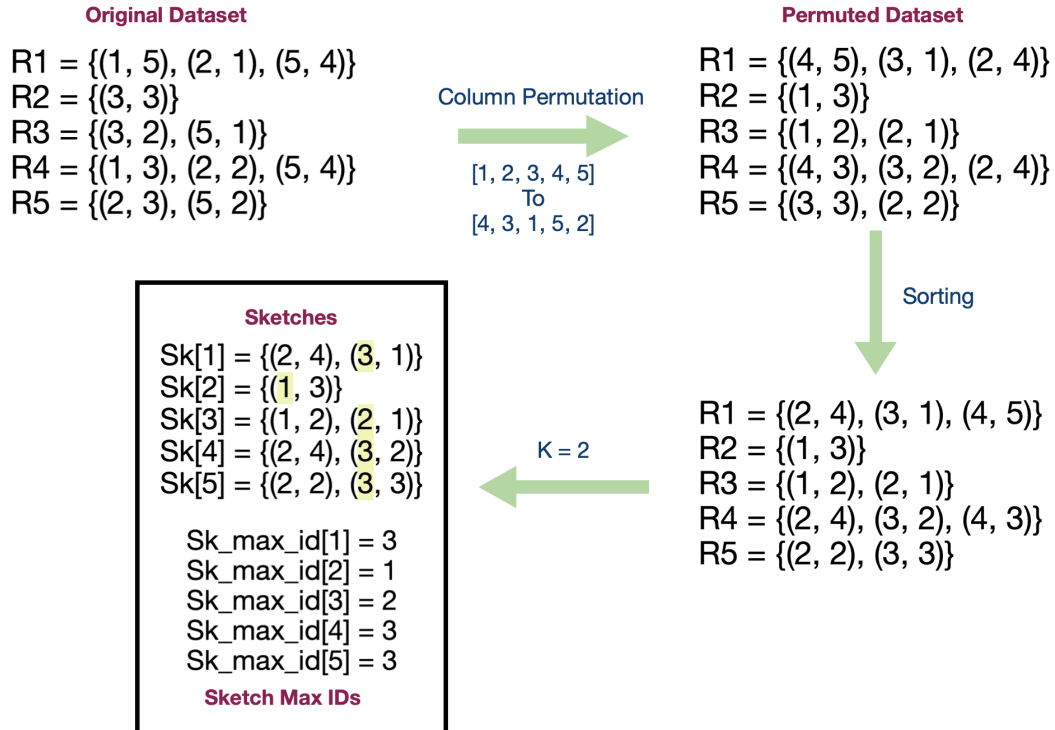 Original Dataset
R1 = {(1, 5), (2, 1), (5, 4)}
R2 = {(3, 3)}
R3 = {(3, 2), (5, 1)}
R4 = {(1, 3), (2, 2), (5, 4)}
R5 = {(2, 3), (5, 2)}
Column Permutation
[1, 2, 3, 4, 5]
To
[4, 3, 1, 5, 2]
Permuted Dataset
R1 = {(4, 5), (3, 1), (2, 4)}
R2 = {(1, 3)}
R3 = {(1, 2), (2, 1)}
R4 = {(4, 3), (3, 2), (2, 4)}
R5 = {(3, 3), (2, 2)}
Sorting
R1 = {(2, 4), (3, 1), (4, 5)}
R2 = {(1, 3)}
R3 = {(1, 2), (2, 1)}
R4 = {(2, 4), (3, 2), (4, 3)}
R5 = {(2, 2), (3, 3)}
K = 2
Sketches
Sk[1] = {(2, 4), (3, 1)}
Sk[2] = {(1, 3)}
Sk[3] = {(1, 2), (2, 1)}
Sk[4] = {(2, 4), (3, 2)}
Sk[5] = {(2, 2), (3, 3)}
Sk_max_id[1] = 3
Sk_max_id[2] = 1
Sk_max_id[3] = 2
Sk_max_id[4] = 3
Sk_max_id[5] = 3
Sketch Max IDs